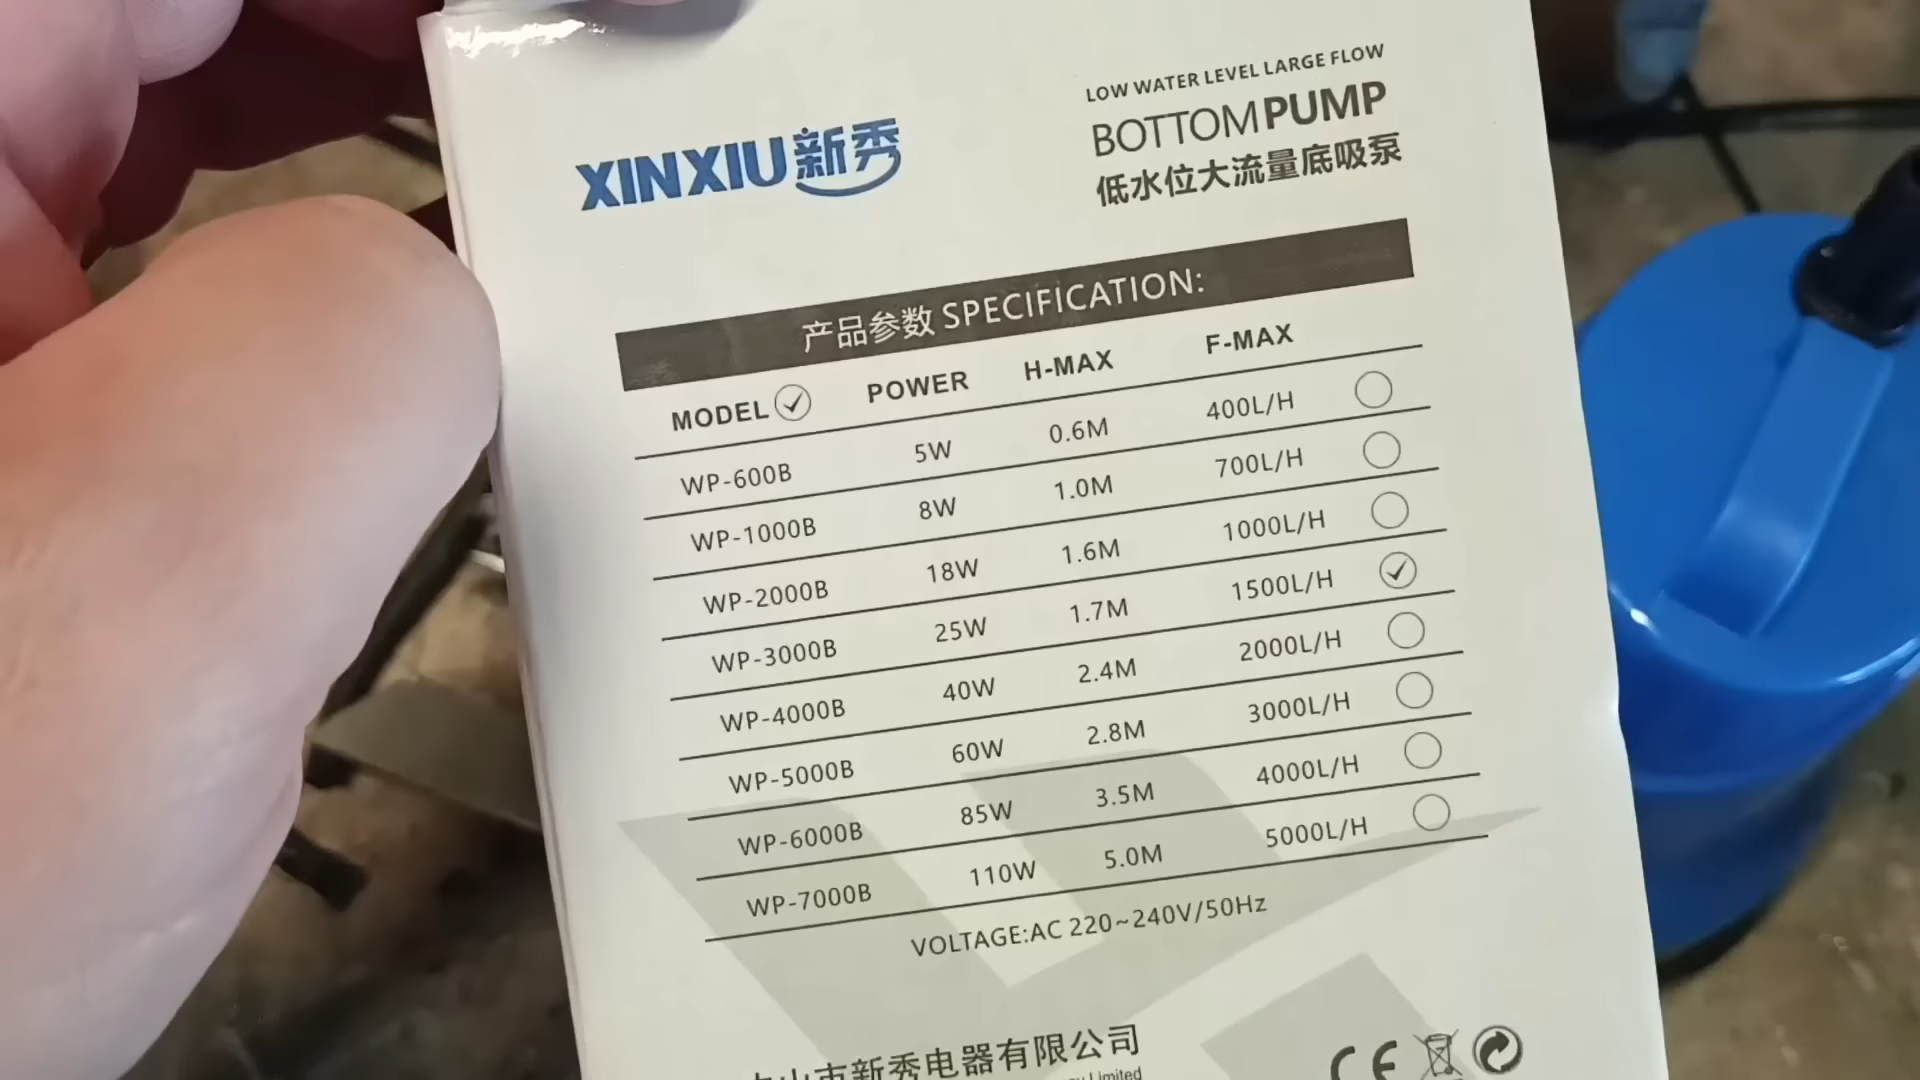 XINXIU新秀
LOW WATER LEVEL LARGE FLOW
BOTTOMPUMP
低水位大流量底吸泵
产品参数 SPECIFICATION:
MODEL POWER H-MAX F-MAX
WP-600B 5W 0.6M 400L/H
WP-1000B 8W 1.0M 700L/H
WP-2000B 18W 1.6M 1000L/H
WP-3000B 25W 1.7M 1500L/H
WP-4000B 40W 2.4M 2000L/H
WP-5000B 60W 2.8M 3000L/H
WP-6000B 85W 3.5M 4000L/H
WP-7000B 110W 5.0M 5000L/H
VOLTAGE:AC 220~240V/50Hz
山市新秀电器有限公司
Limited
CE